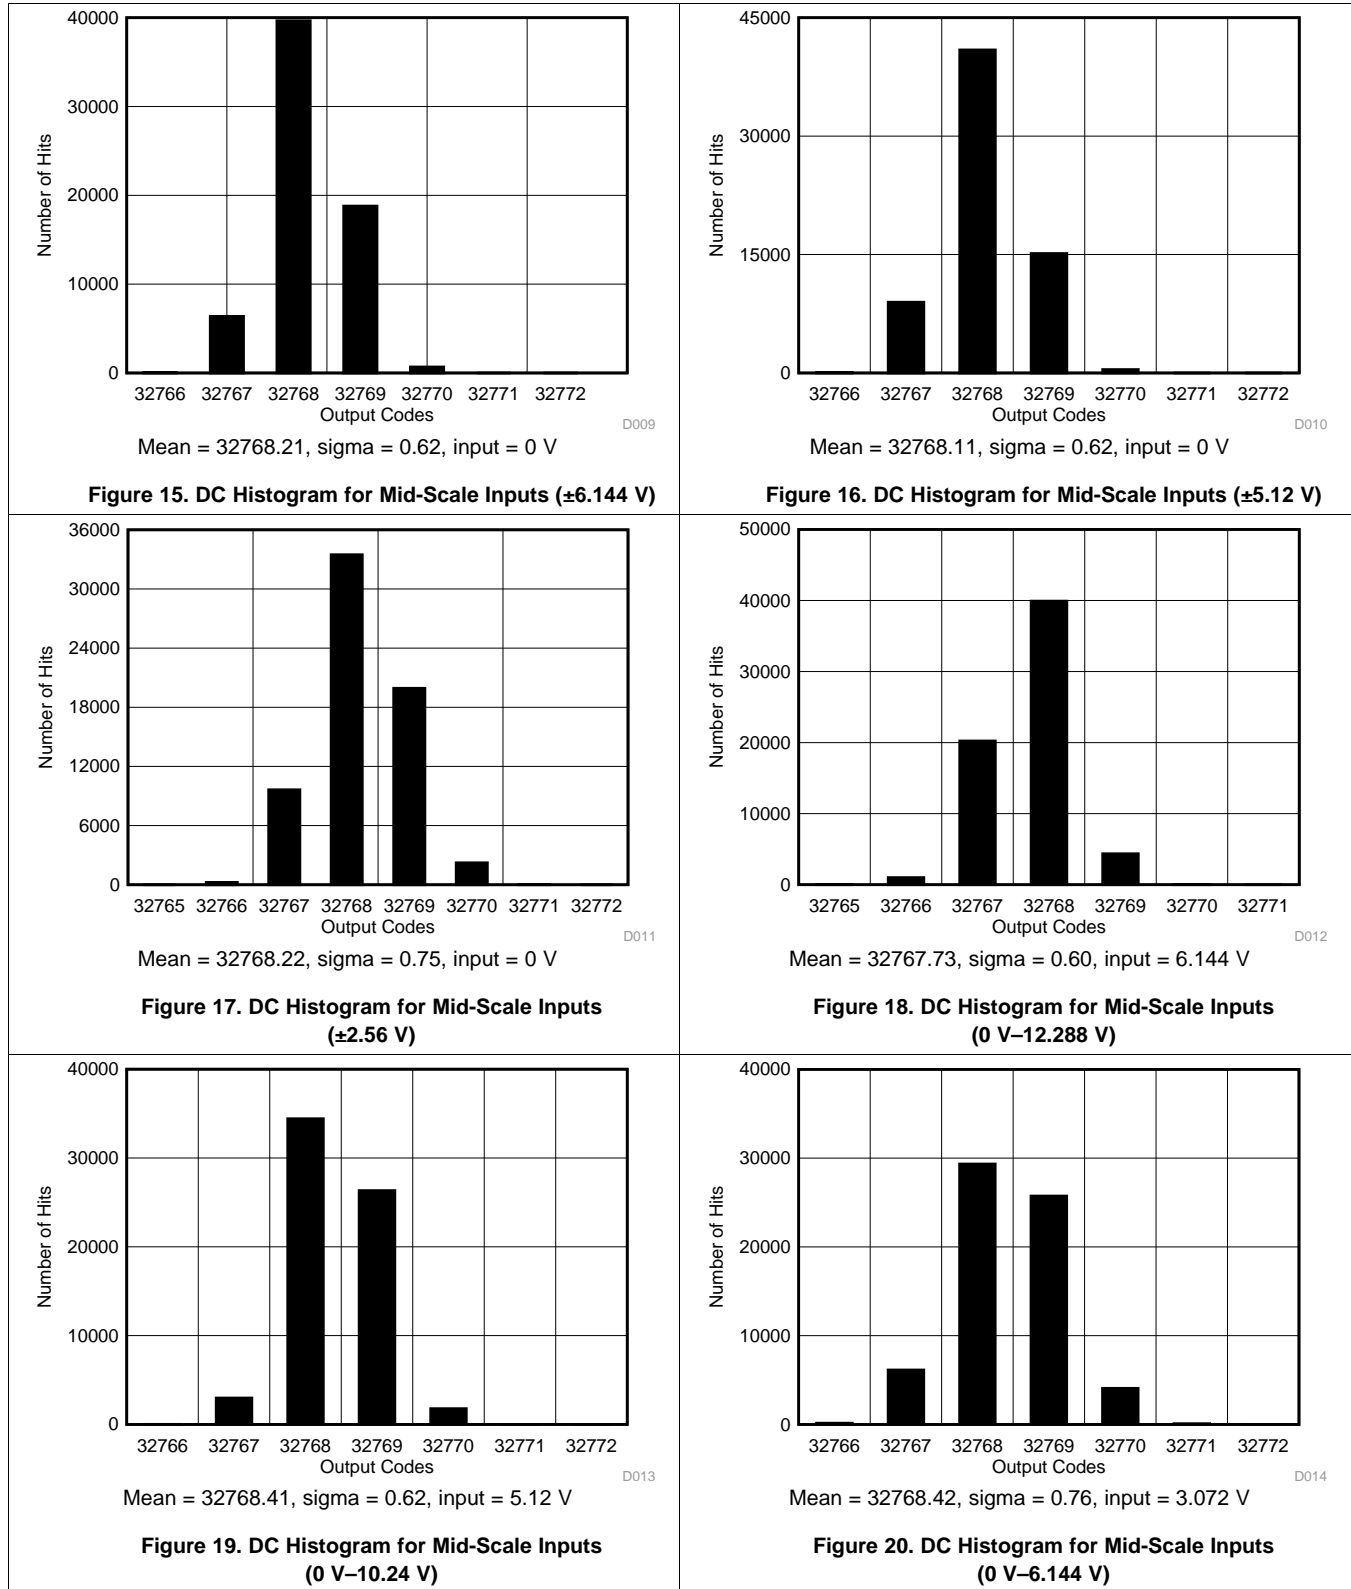 40000
30000
20000
10000
0
Number of Hits
32766 32767 32768 32769 32770 32771 32772
Output Codes
D009
Mean = 32768.21, sigma = 0.62, input = 0 V
Figure 15. DC Histogram for Mid-Scale Inputs (±6.144 V)
45000
30000
15000
0
Number of Hits
32766 32767 32768 32769 32770 32771 32772
Output Codes
D010
Mean = 32768.11, sigma = 0.62, input = 0 V
Figure 16. DC Histogram for Mid-Scale Inputs (±5.12 V)
36000
30000
24000
18000
12000
6000
0
Number of Hits
32765 32766 32767 32768 32769 32770 32771 32772
Output Codes
D011
Mean = 32768.22, sigma = 0.75, input = 0 V
Figure 17. DC Histogram for Mid-Scale Inputs
(±2.56 V)
50000
40000
30000
20000
10000
0
Number of Hits
32765 32766 32767 32768 32769 32770 32771
Output Codes
D012
Mean = 32767.73, sigma = 0.60, input = 6.144 V
Figure 18. DC Histogram for Mid-Scale Inputs
(0 V–12.288 V)
40000
30000
20000
10000
0
Number of Hits
32766 32767 32768 32769 32770 32771 32772
Output Codes
D013
Mean = 32768.41, sigma = 0.62, input = 5.12 V
Figure 19. DC Histogram for Mid-Scale Inputs
(0 V–10.24 V)
40000
30000
20000
10000
0
Number of Hits
32766 32767 32768 32769 32770 32771 32772
Output Codes
D014
Mean = 32768.42, sigma = 0.76, input = 3.072 V
Figure 20. DC Histogram for Mid-Scale Inputs
(0 V–6.144 V)